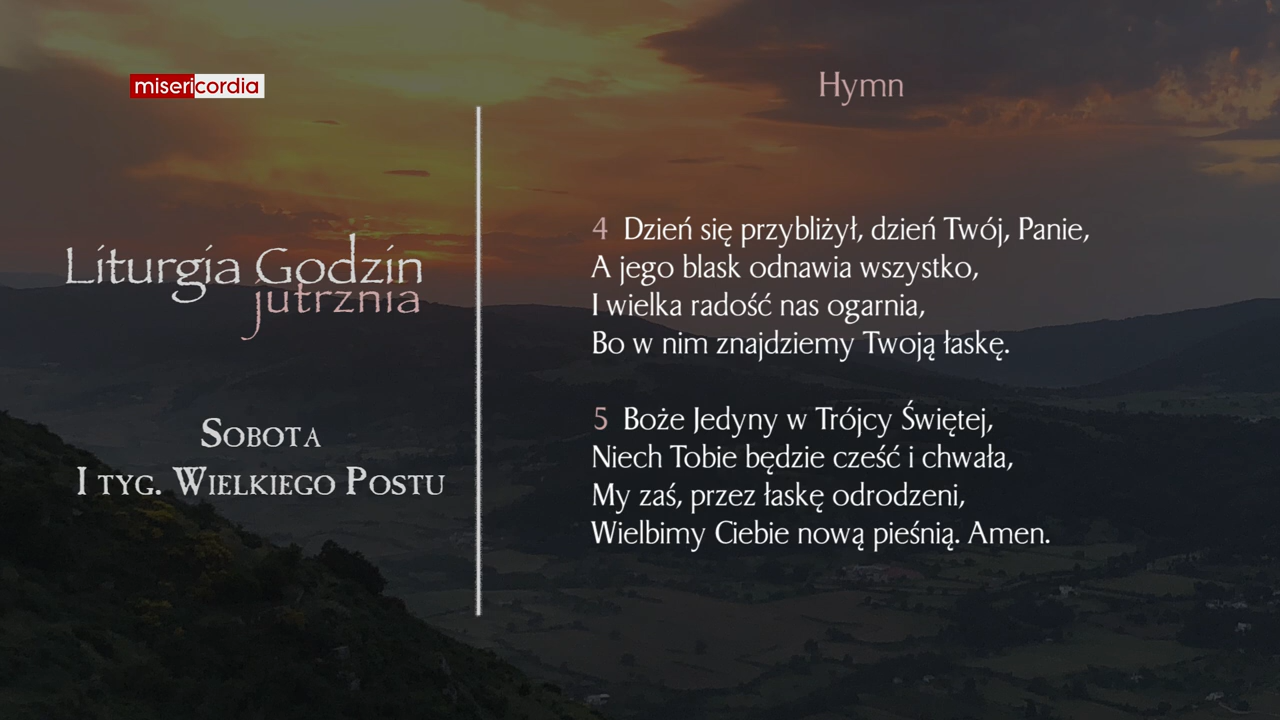 misericordia
Liturgia Godzin
jutrznia
Sobota
I tyg. Wielkiego Postu
Hymn
4 Dzień się przybliżył, dzień Twój, Panie,
A jego blask odnawia wszystko,
I wielka radość nas ogarnia,
Bo w nim znajdziemy Twoją łaskę.
5 Boże Jedyny w Trójcy Świętej,
Niech Tobie będzie cześć i chwała,
My zaś, przez łaskę odrodzeni,
Wielbimy Ciebie nową pieśnią. Amen.